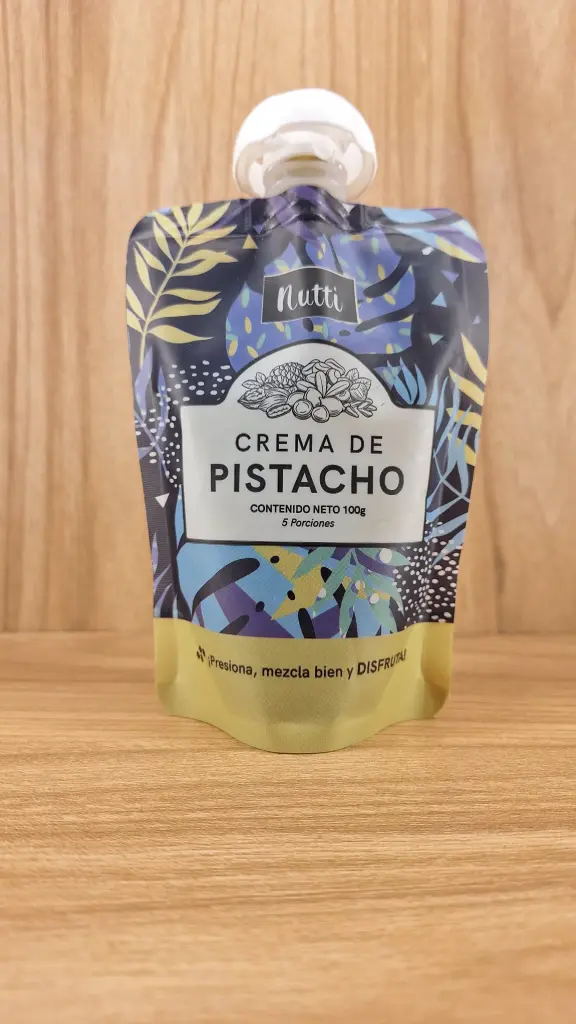 Nutti
CREMA DE
PISTACHO
CONTENIDO NETO 100g
5 Porciones
¡Presiona, mezcla bien y DISFRUTA!